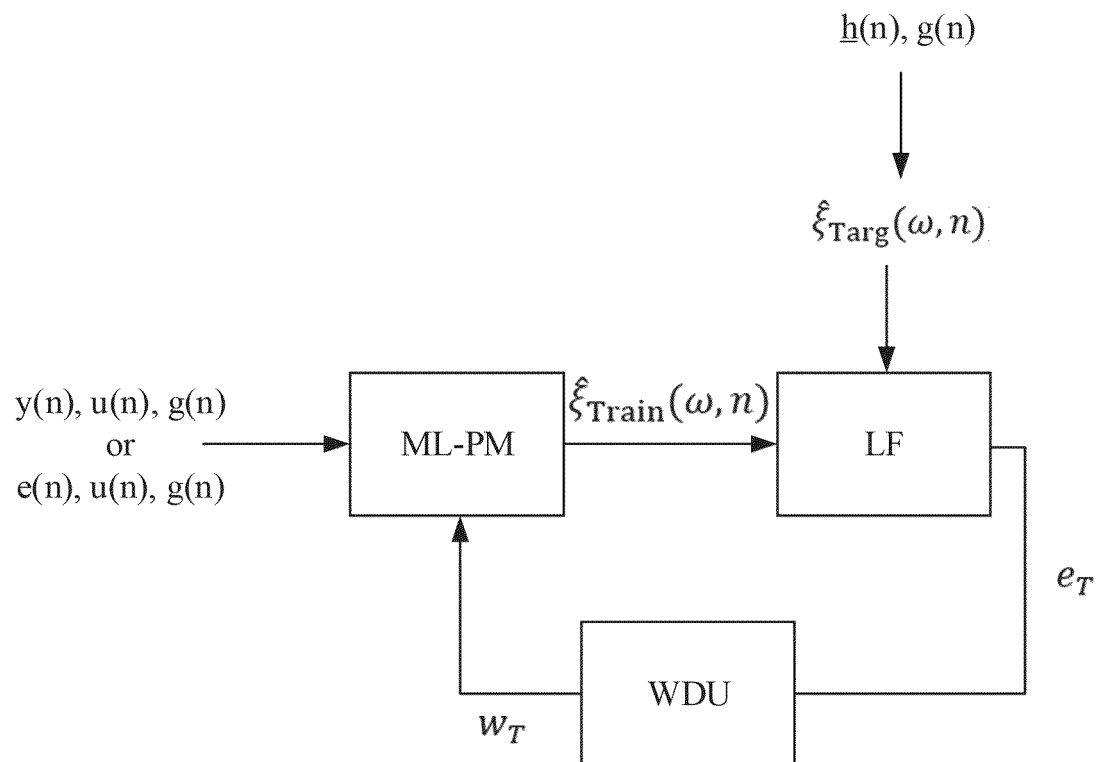 h(n), g(n)
ξ̂Targ(ω, n)
y(n), u(n), g(n)
or
e(n), u(n), g(n)
ML-PM
ξ̂Train(ω, n)
LF
eT
WDU
wT